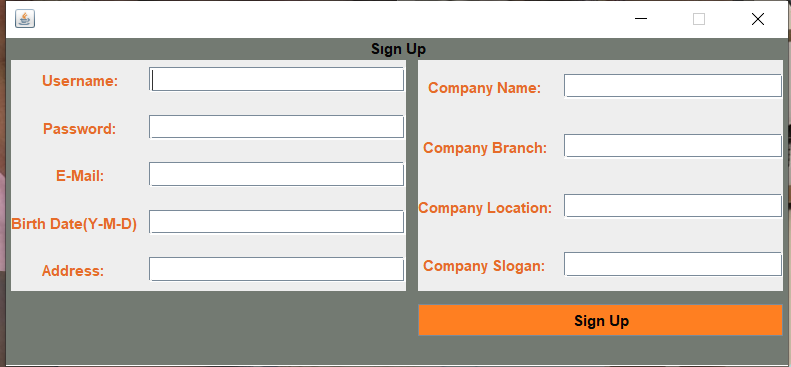 Sign Up
Username:
Password:
E-Mail:
Birth Date(Y-M-D)
Address:
Company Name:
Company Branch:
Company Location:
Company Slogan:
Sign Up